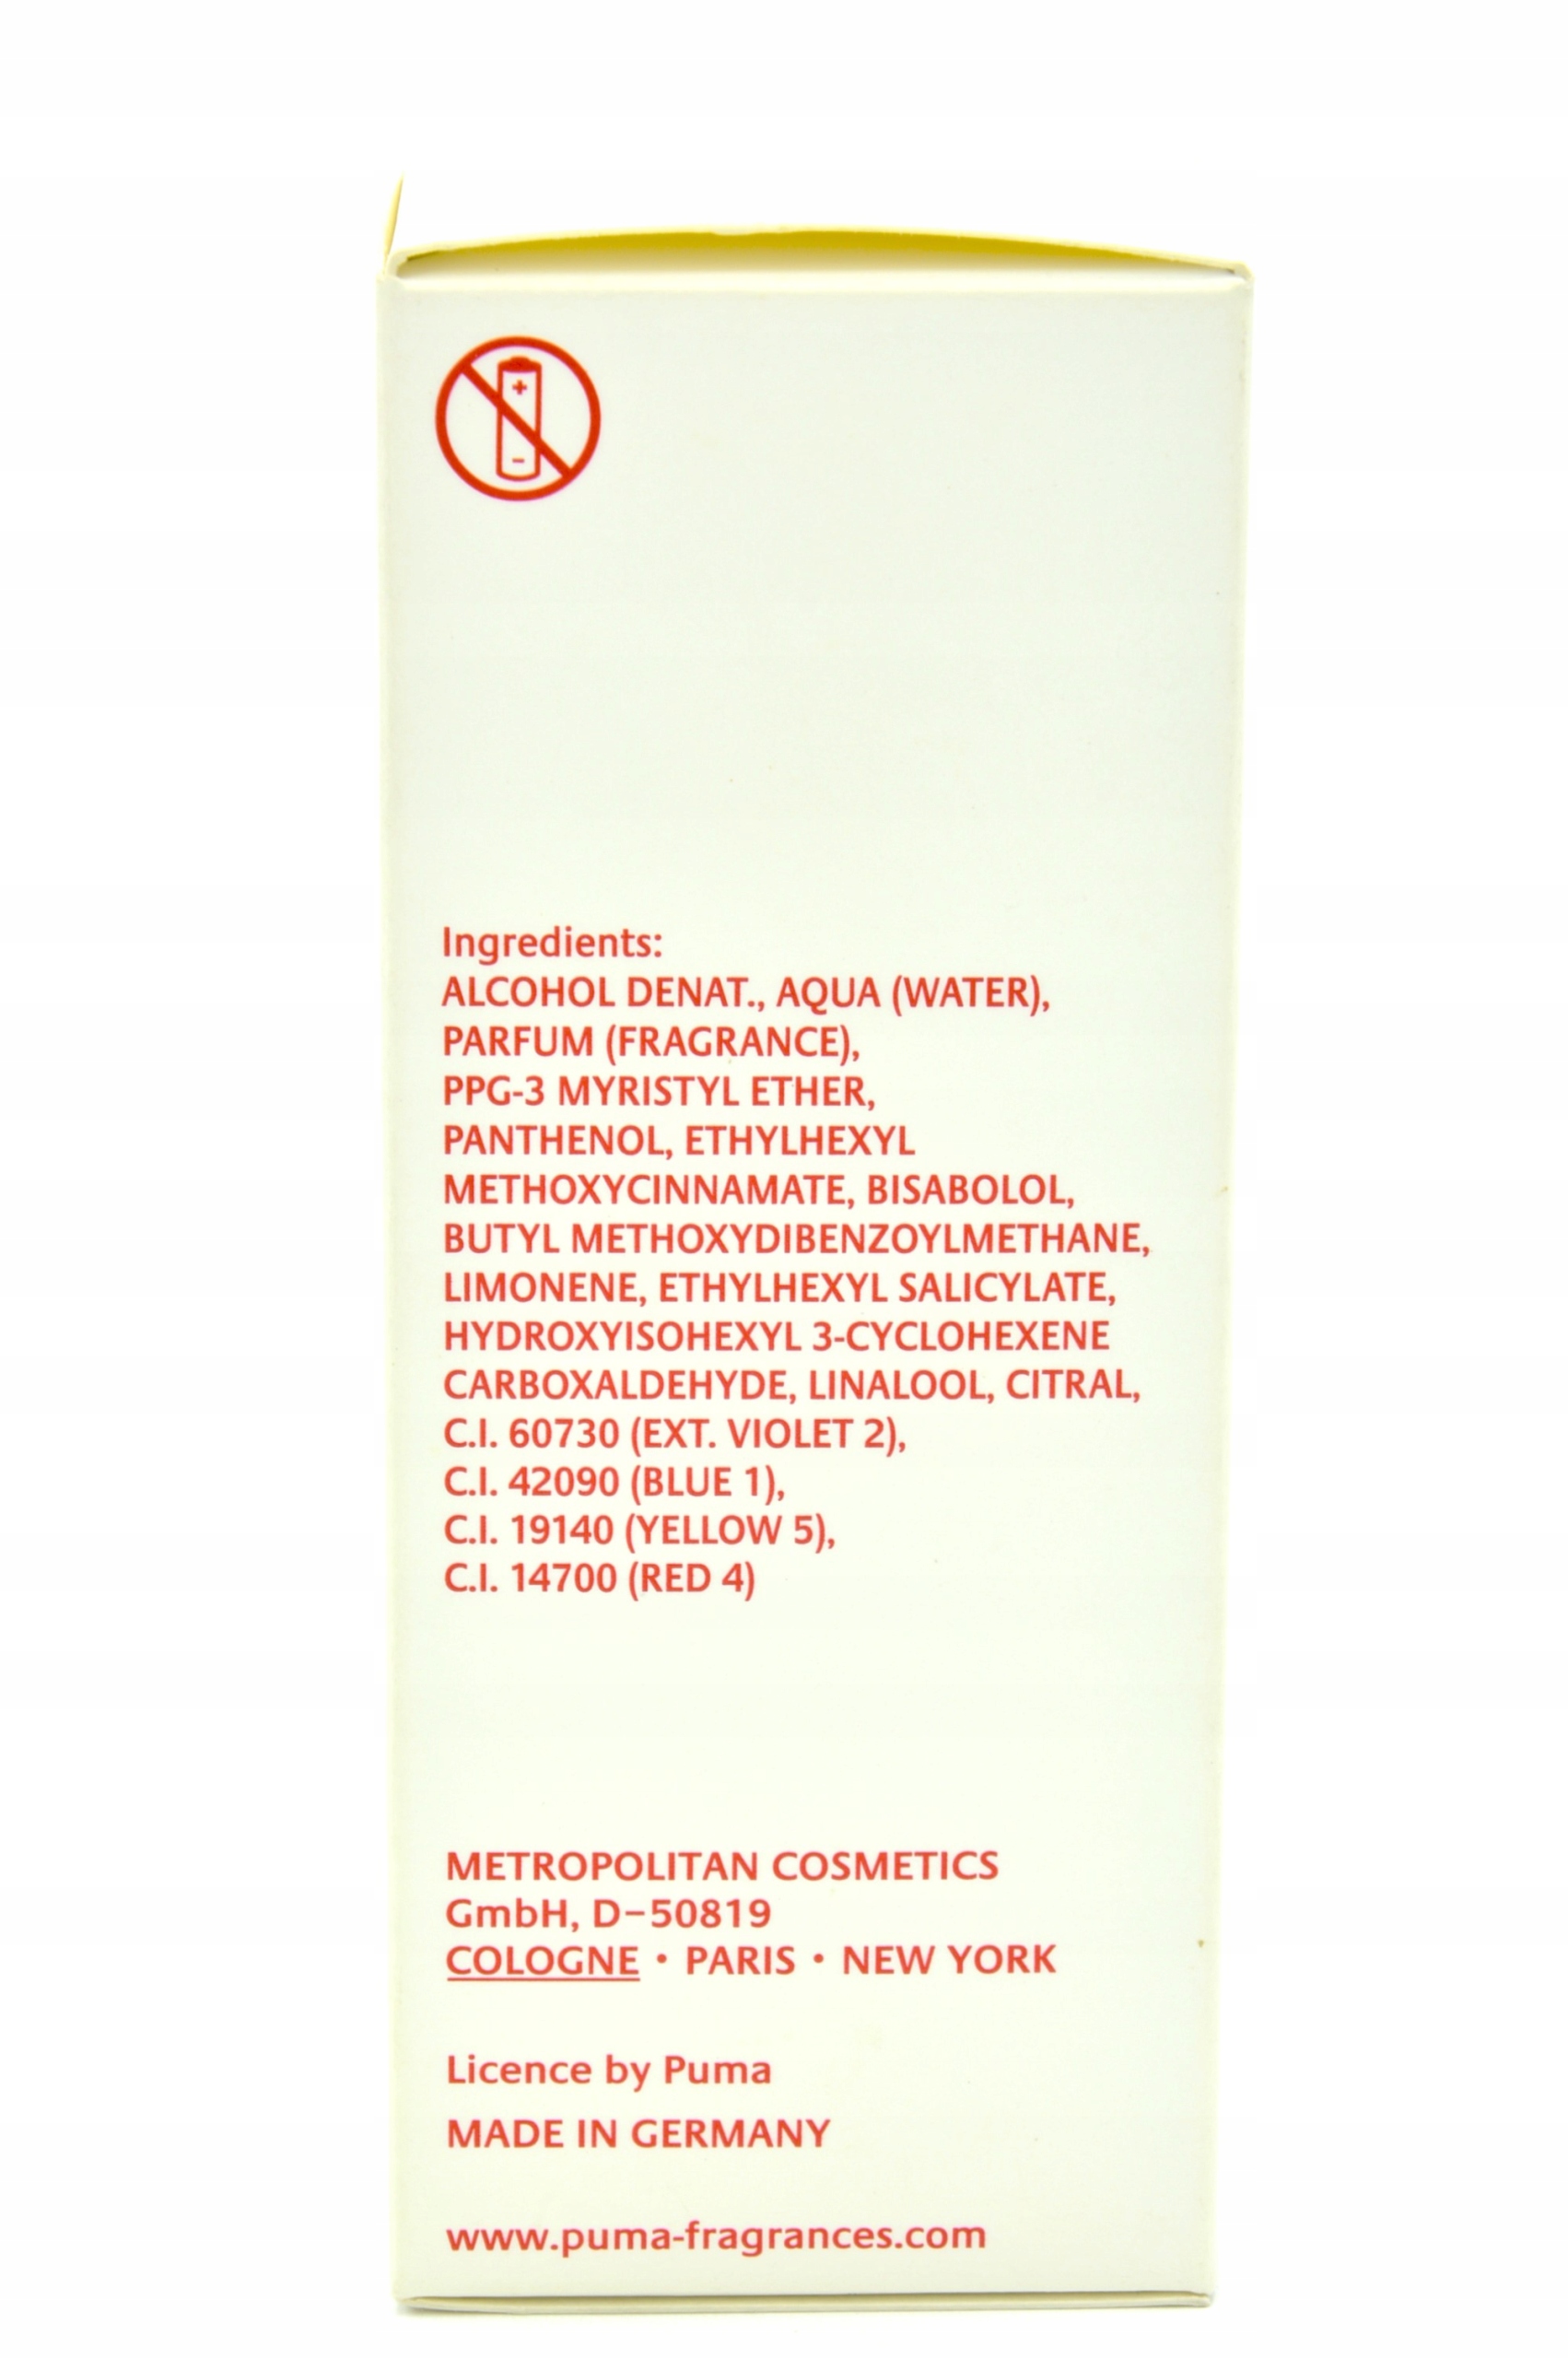 +
-
Ingredients:
ALCOHOL DENAT., AQUA (WATER),
PARFUM (FRAGRANCE),
PPG-3 MYRISTYL ETHER,
PANTHENOL, ETHYLHEXYL
METHOXYCINNAMATE, BISABOLOL,
BUTYL METHOXYDIBENZOYLMETHANE,
LIMONENE, ETHYLHEXYL SALICYLATE,
HYDROXYISOHEXYL 3-CYCLOHEXENE
CARBOXALDEHYDE, LINALOOL, CITRAL,
C.I. 60730 (EXT. VIOLET 2),
C.I. 42090 (BLUE 1),
C.I. 19140 (YELLOW 5),
C.I. 14700 (RED 4)
METROPOLITAN COSMETICS
GmbH, D–50819
COLOGNE • PARIS • NEW YORK
Licence by Puma
MADE IN GERMANY
www.puma-fragrances.com